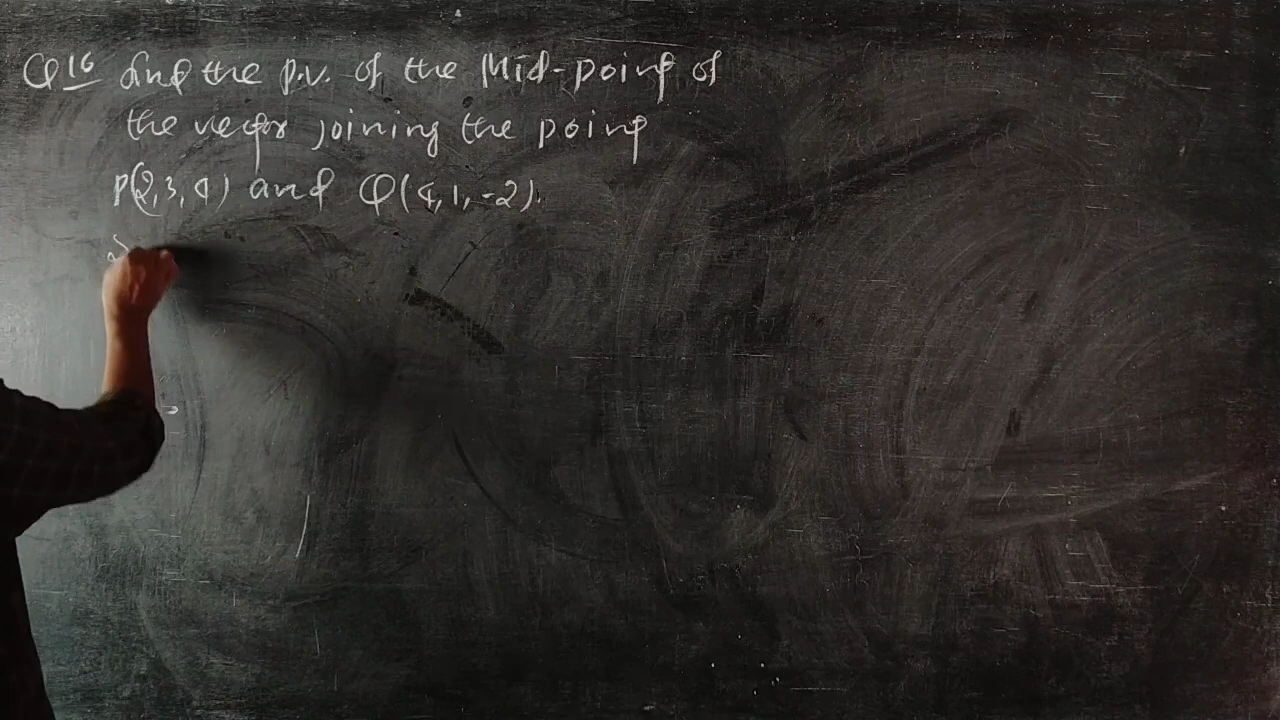 Q16 Find the p.v. of the Mid-point of
the vector joining the point
P(2,3,4) and Q(4,1,-2).